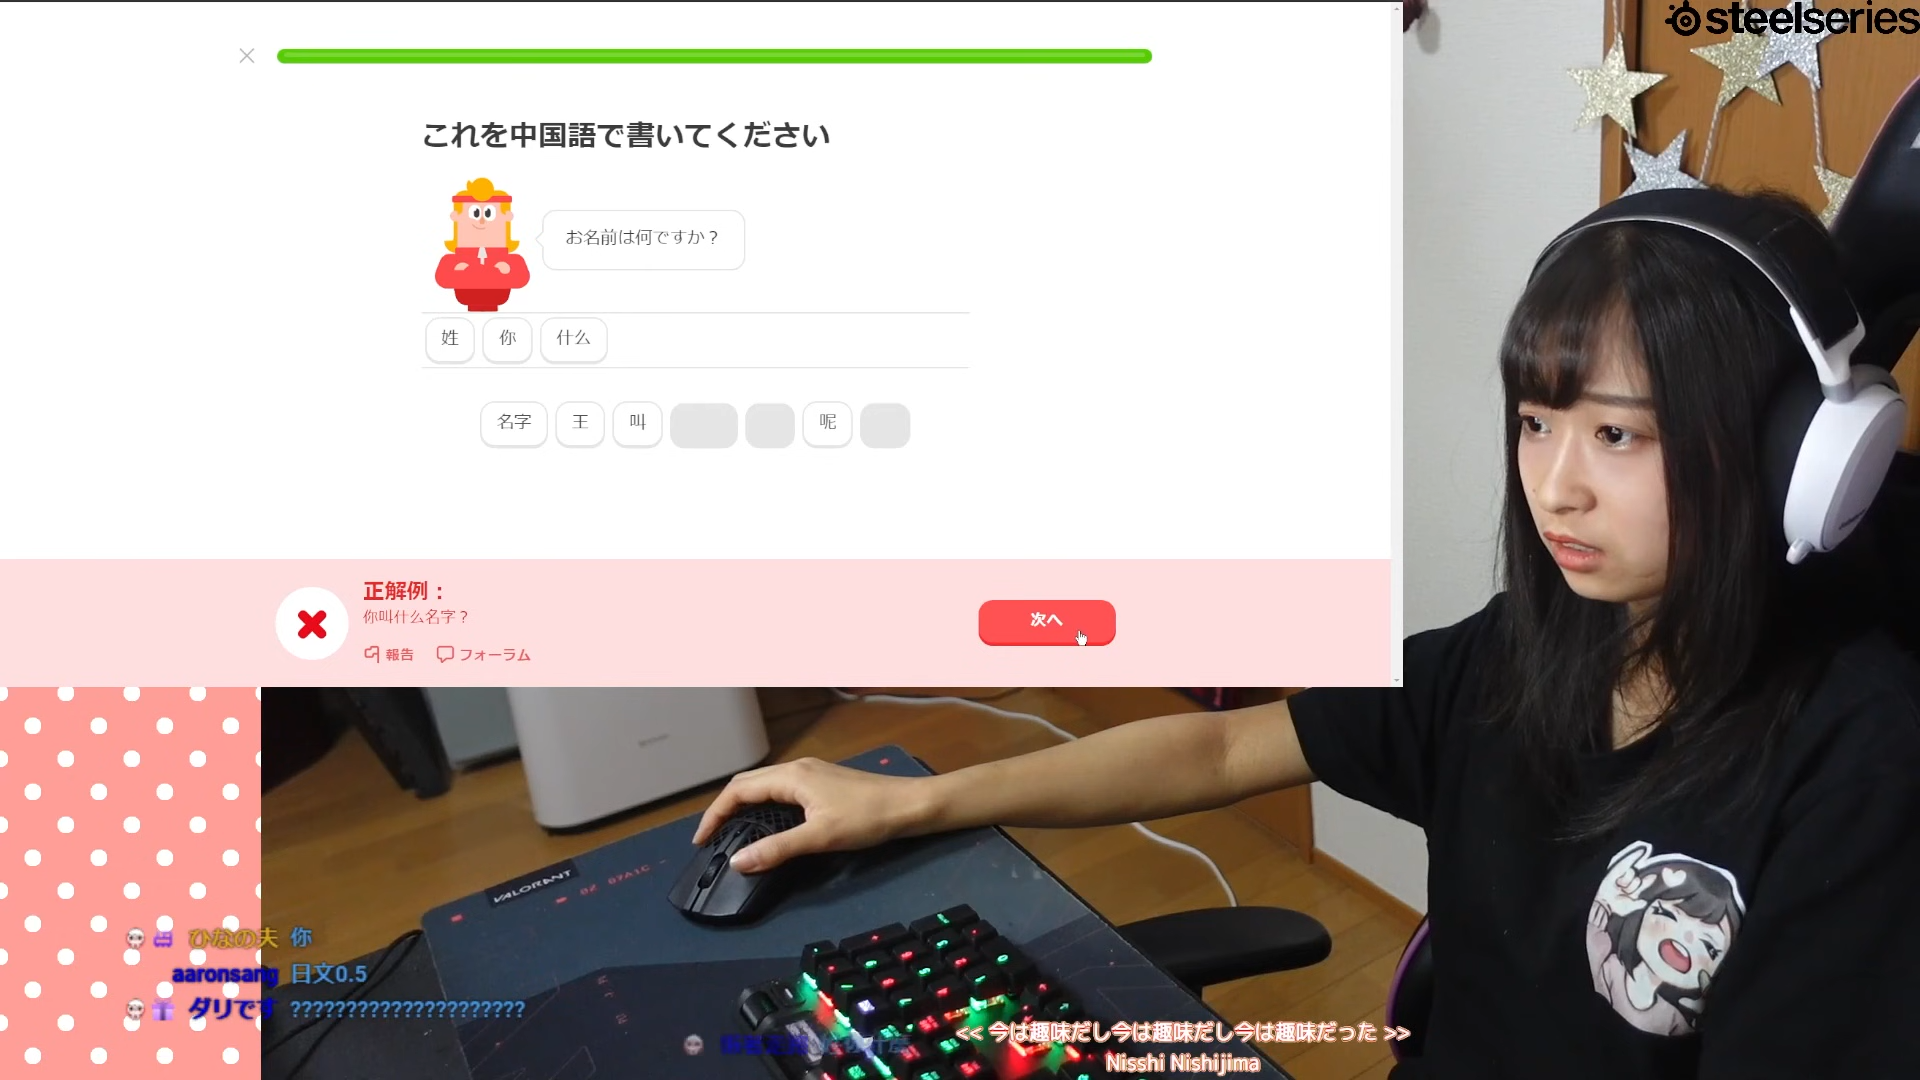 steelseries
これを中国語で書いてください
お名前は何ですか？
姓 你 什么
名字 王 叫 呢
正解例：
你叫什么名字？
報告 フォーラム
次へ
VALORANT
ひなの夫 你
aaronsang 日文0.5
ダリです ????????????????????
<< 今は趣味だし今は趣味だし今は趣味だった >>
Nisshi Nishijima